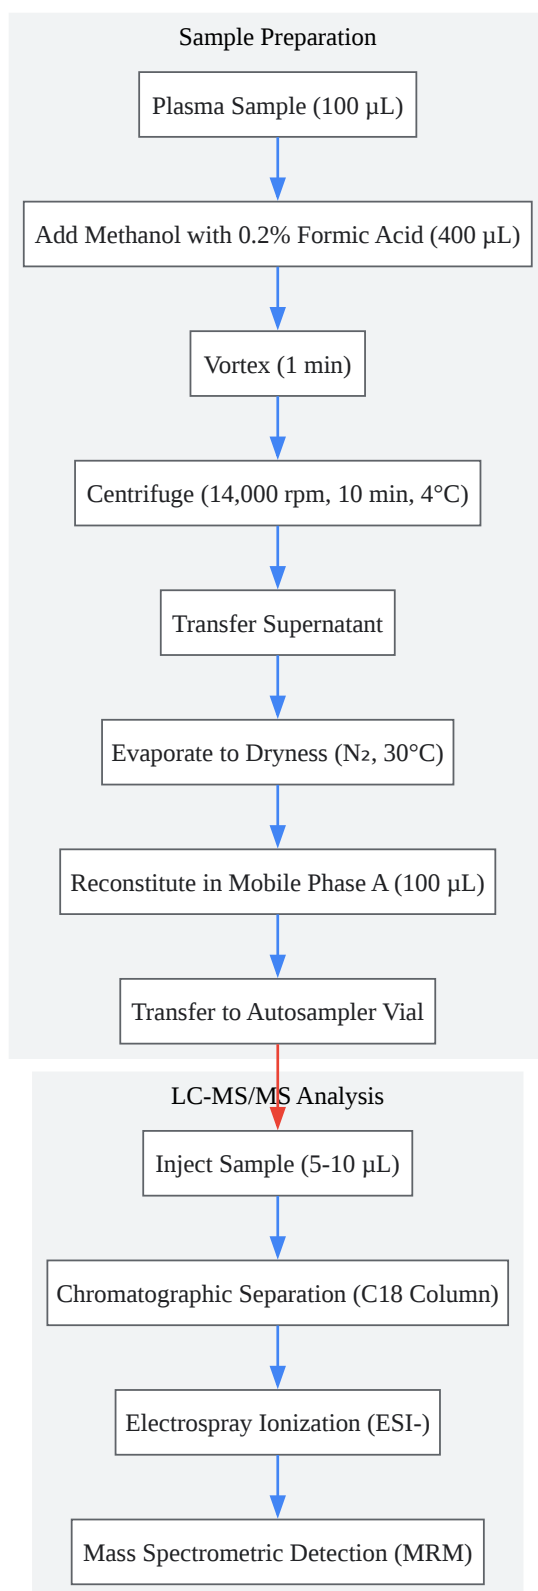 Sample Preparation
Plasma Sample (100 µL)
Add Methanol with 0.2% Formic Acid (400 µL)
Vortex (1 min)
Centrifuge (14,000 rpm, 10 min, 4°C)
Transfer Supernatant
Evaporate to Dryness (N₂, 30°C)
Reconstitute in Mobile Phase A (100 µL)
Transfer to Autosampler Vial
LC-MS/MS Analysis
Inject Sample (5-10 µL)
Chromatographic Separation (C18 Column)
Electrospray Ionization (ESI-)
Mass Spectrometric Detection (MRM)